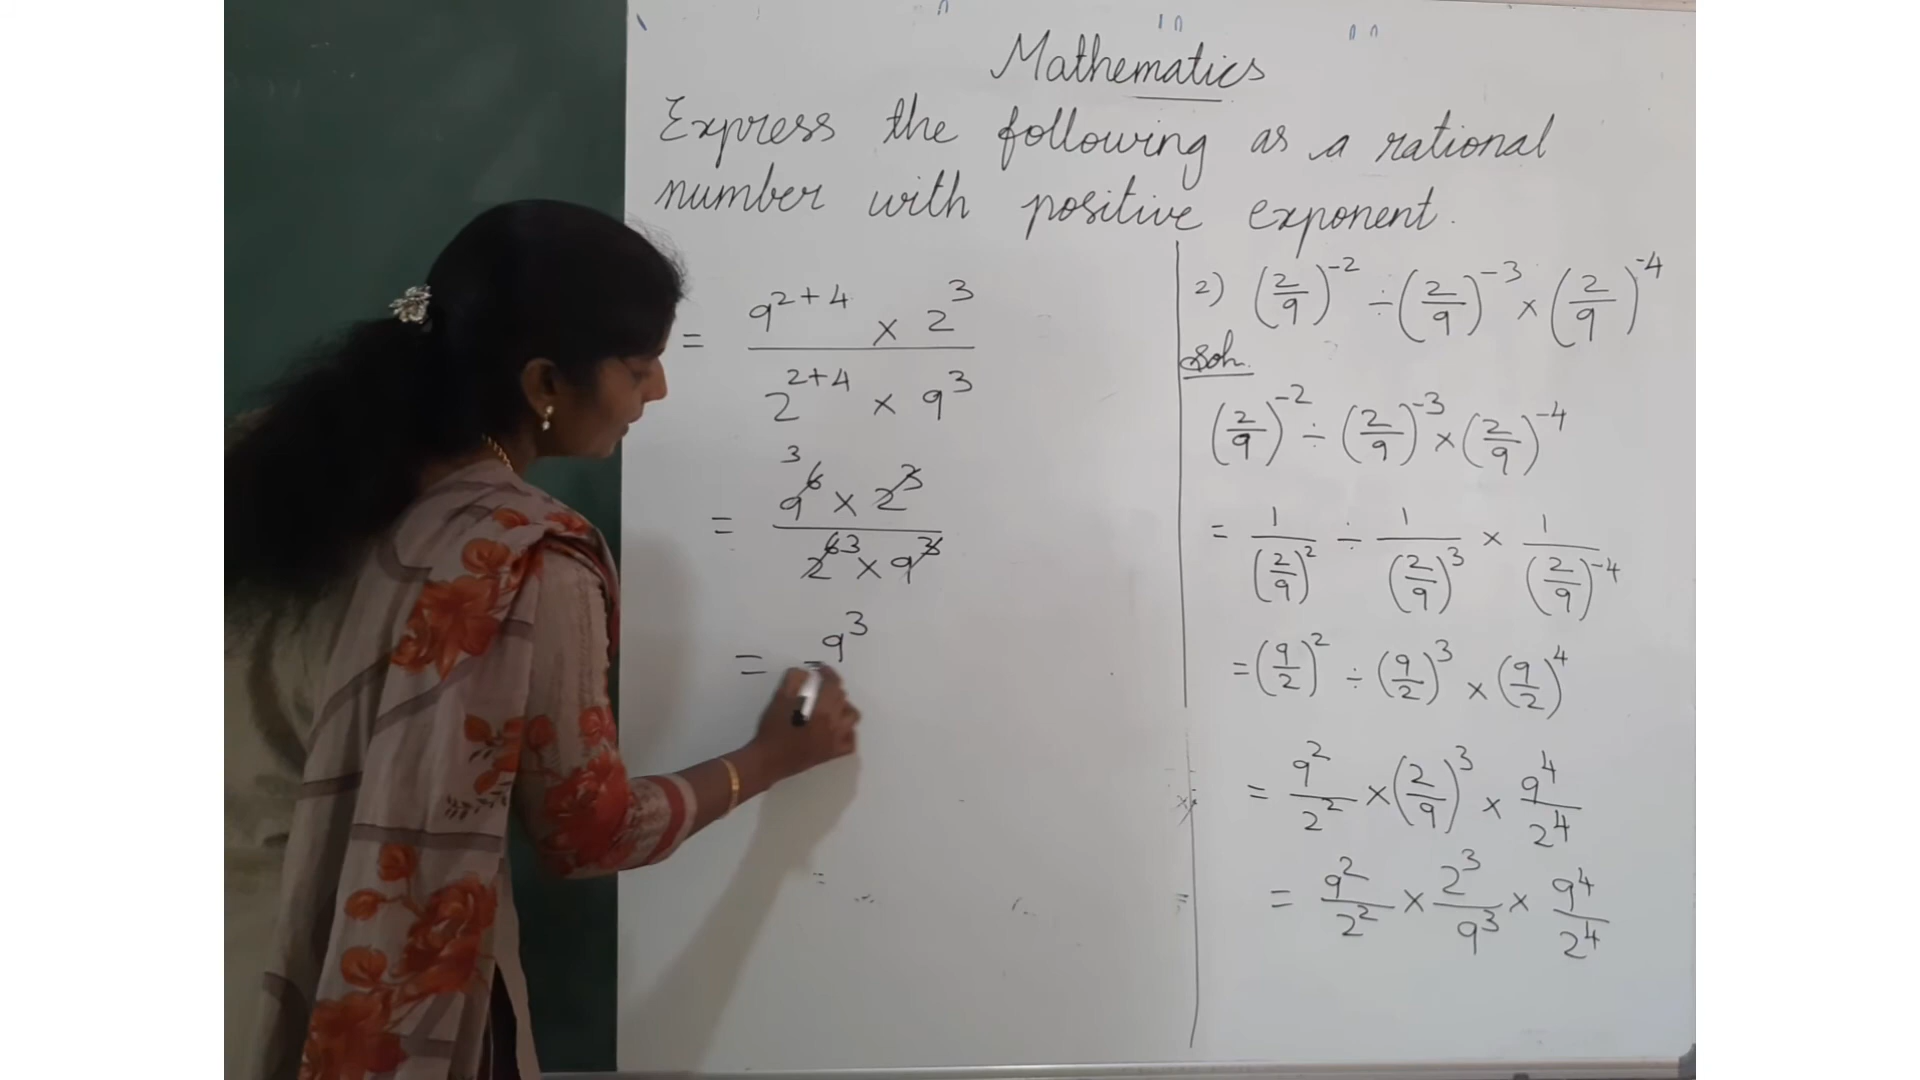 Mathematics
Express the following as a rational
number with positive exponent.
2) (2/9)^-2 ÷ (2/9)^-3 × (2/9)^-4
Soln.
(2/9)^-2 ÷ (2/9)^-3 × (2/9)^-4
= 1/(2/9)^2 ÷ 1/(2/9)^3 × 1/(2/9)^-4
= (9/2)^2 ÷ (9/2)^3 × (9/2)^4
= 9^2/2^2 × (2/9)^3 × 9^4/2^4
= 9^2/2^2 × 2^3/9^3 × 9^4/2^4
= 9^2+4 × 2^3
2^2+4 × 9^3
3
= 9^6 × 2^3
2^6 3 × 9^3
= 9^3